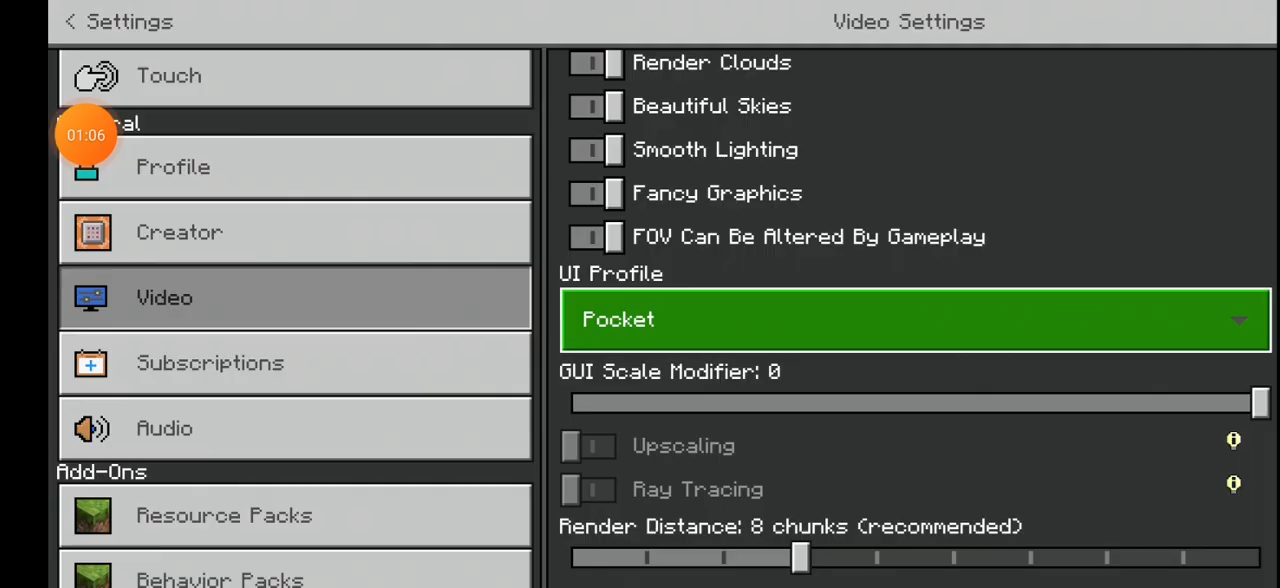 < Settings
Video Settings
Touch
01:06
Profile
Creator
Video
Subscriptions
Audio
Add-Ons
Resource Packs
Behavior Packs
Render Clouds
Beautiful Skies
Smooth Lighting
Fancy Graphics
FOV Can Be Altered By Gameplay
UI Profile
Pocket
GUI Scale Modifier: 0
Upscaling
Ray Tracing
Render Distance: 8 chunks (recommended)